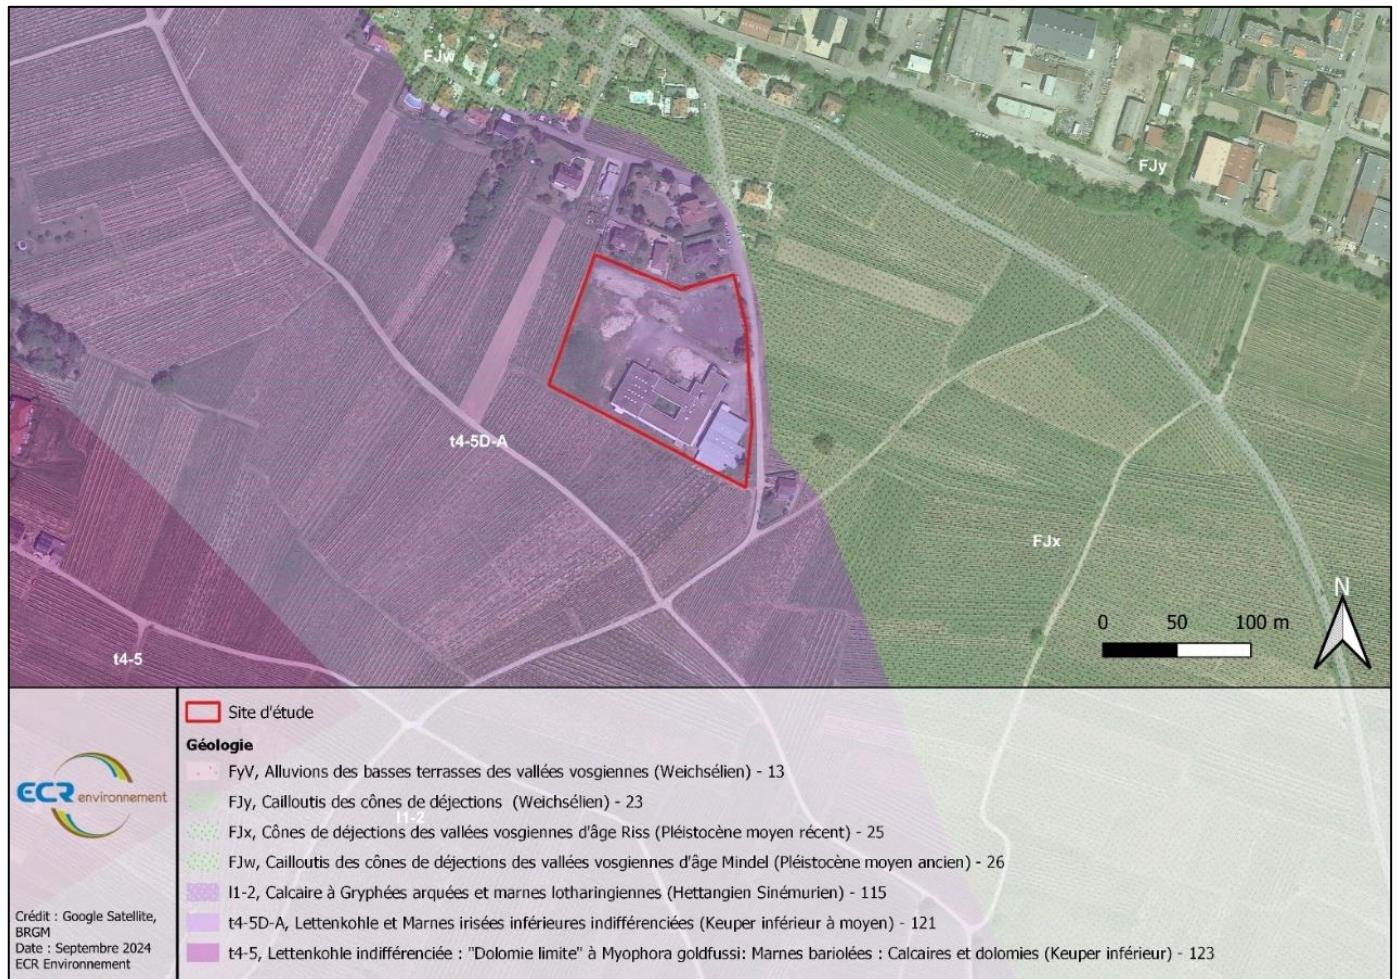 FJw
FJy
t4-5D-A
FJx
N
0 50 100 m
t4-5
Site d'étude
Géologie
FyV, Alluvions des basses terrasses des vallées vosgiennes (Weichsélien) - 13
FJy, Cailloutis des cônes de déjections (Weichsélien) - 23
FJx, Cônes de déjections des vallées vosgiennes d'âge Riss (Pléistocène moyen récent) - 25
l1-2
FJw, Cailloutis des cônes de déjections des vallées vosgiennes d'âge Mindel (Pléistocène moyen ancien) - 26
l1-2, Calcaire à Gryphées arquées et marnes lotharingiennes (Hettangien Sinémurien) - 115
t4-5D-A, Lettenkohle et Marnes irisées inférieures indifférenciées (Keuper inférieur à moyen) - 121
t4-5, Lettenkohle indifférenciée : "Dolomie limite" à Myophora goldfussi: Marnes bariolées : Calcaires et dolomies (Keuper inférieur) - 123
ECR environnement
Crédit : Google Satellite,
BRGM
Date : Septembre 2024
ECR Environnement